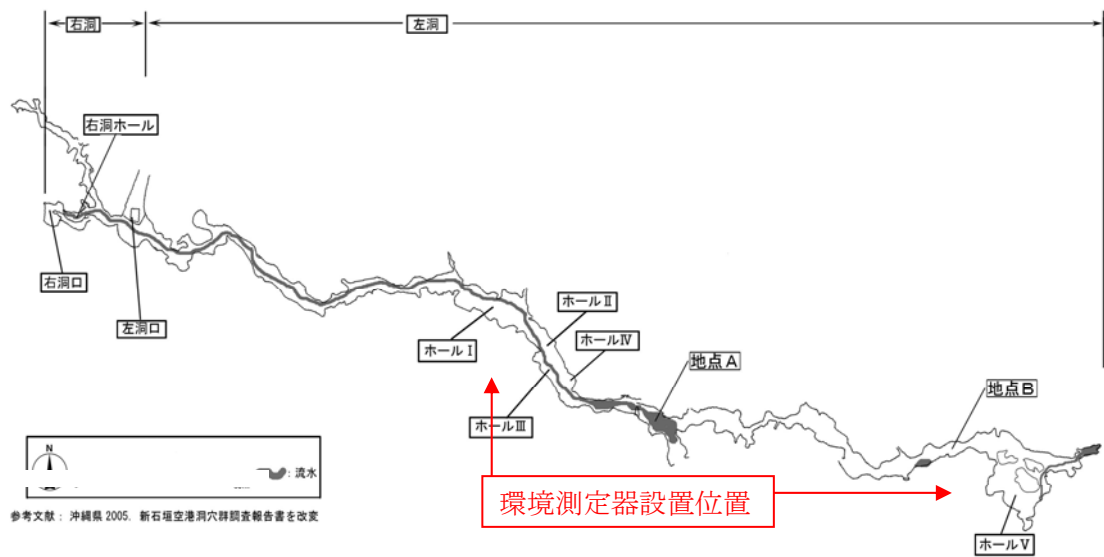 右洞
左洞
右洞ホール
右洞口
左洞口
ホールⅠ
ホールⅡ
ホールⅣ
ホールⅢ
地点A
地点B
ホールⅤ
環境測定器設置位置
N
: 流水
参考文献 : 沖縄県 2005. 新石垣空港洞穴群調査報告書を改変